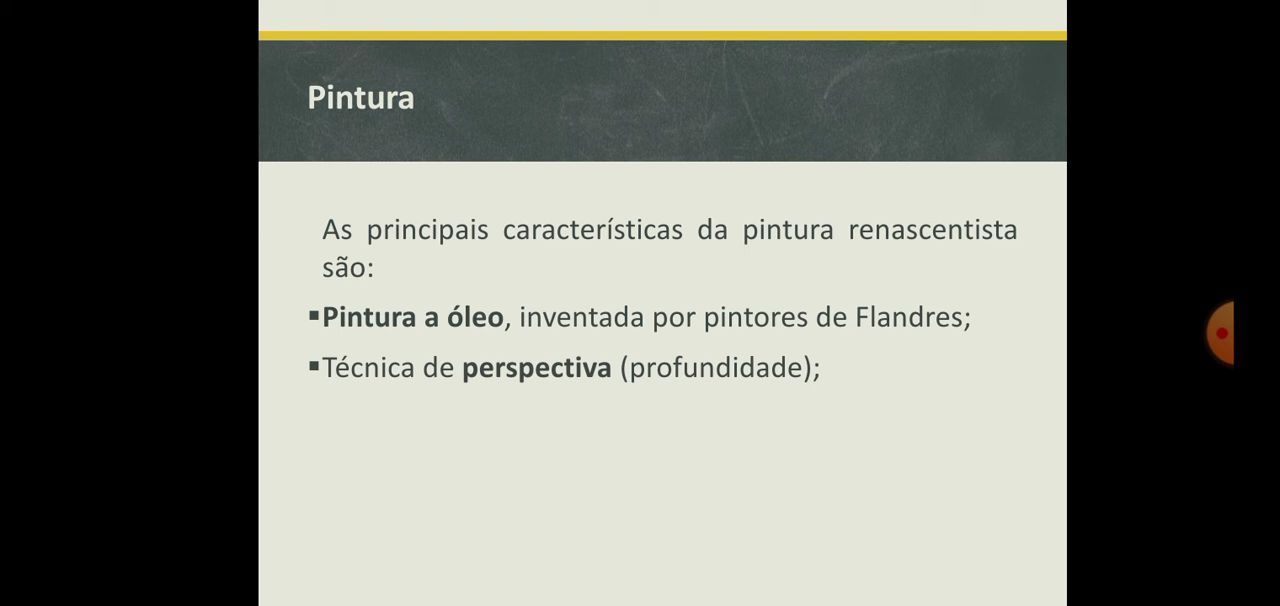 Pintura
As principais características da pintura renascentista
são:
▪Pintura a óleo, inventada por pintores de Flandres;
▪Técnica de perspectiva (profundidade);